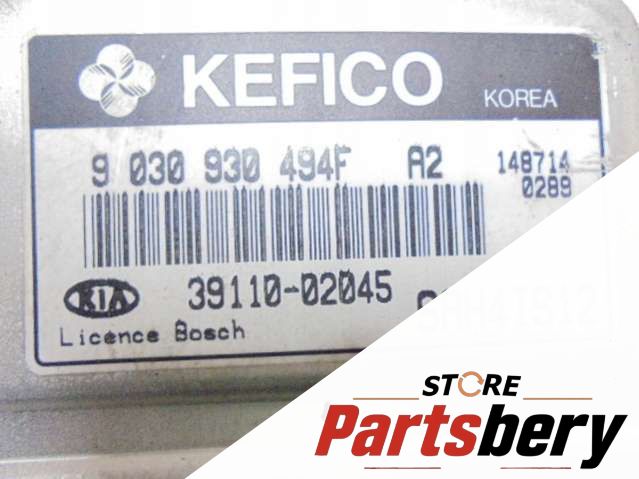 KEFICO KOREA
9 030 930 494F A2 148714
0289
KIA 39110-02045
Licence Bosch
STORE
Partsbery